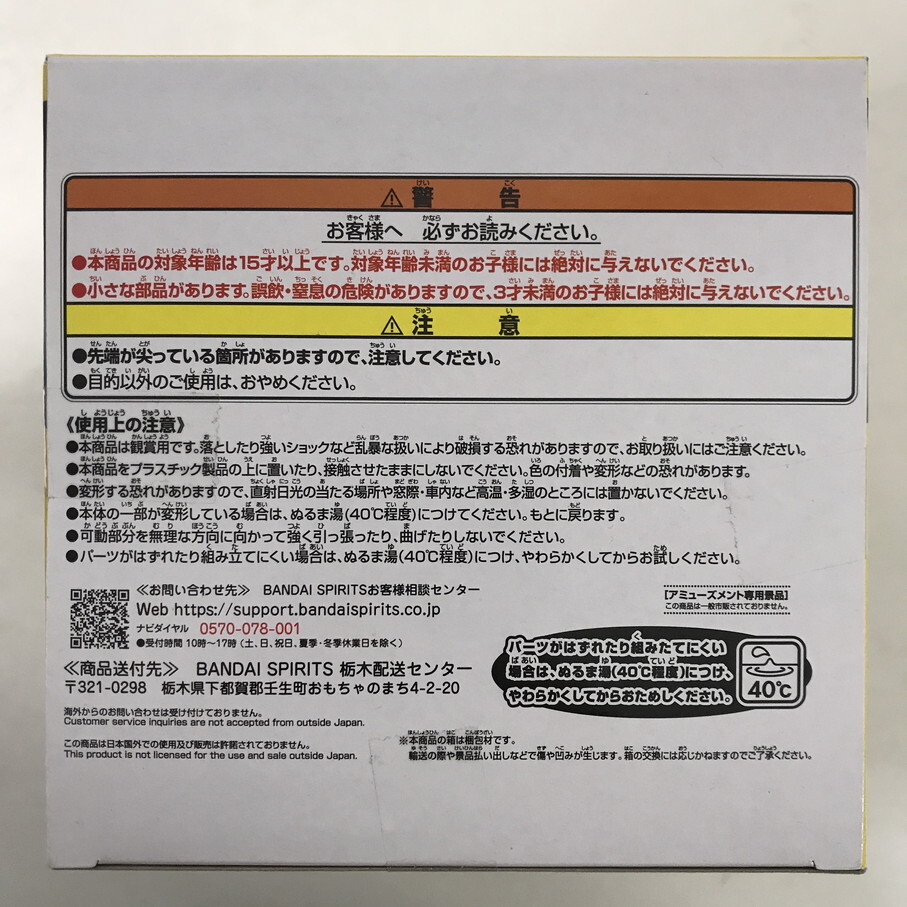 ⚠警告
お客様へ 必ずお読みください。
●本商品の対象年齢は15才以上です。対象年齢未満のお子様には絶対に与えないでください。
●小さな部品があります。誤飲・窒息の危険がありますので、3才未満のお子様には絶対に与えないでください。
⚠注意
●先端が尖っている箇所がありますので、注意してください。
●目的以外のご使用は、おやめください。
《使用上の注意》
●本商品は観賞用です。落としたり強いショックなど乱暴な扱いにより破損する恐れがありますので、お取り扱いにはご注意ください。
●本商品をプラスチック製品の上に置いたり、接触させたままにしないでください。色の付着や変形などの恐れがあります。
●変形する恐れがありますので、直射日光の当たる場所や窓際・車内など高温・多湿のところには置かないでください。
●本体の一部が変形している場合は、ぬるま湯(40℃程度)につけてください。もとに戻ります。
●可動部分を無理な方向に向かって強く引っ張ったり、曲げたりしないでください。
●パーツがはずれたり組み立てにくい場合は、ぬるま湯(40℃程度)につけ、やわらかくしてからお試しください。
≪お問い合わせ先≫ BANDAI SPIRITSお客様相談センター
Web https://support.bandaispirits.co.jp
ナビダイヤル 0570-078-001
●受付時間 10時〜17時(土、日、祝日、夏季・冬季休業日を除く)
【アミューズメント専用景品】
この商品は一般市販されておりません。
≪商品送付先≫ BANDAI SPIRITS 栃木配送センター
〒321-0298 栃木県下都賀郡壬生町おもちゃのまち4-2-20
パーツがはずれたり組みたてにくい
場合は、ぬるま湯(40℃程度)につけ、
やわらかくしてからおためしください。
40℃
海外からのお問い合わせは受け付けておりません。
Customer service inquiries are not accepted from outside Japan.
この商品は日本国外での使用及び販売は許諾されておりません。
This product is not licensed for the use and sale outside Japan.
※本商品の箱は梱包材です。
輸送の際や景品払い出しなどで傷や凹みが生じます。箱の交換には応じかねますのでご了承ください。